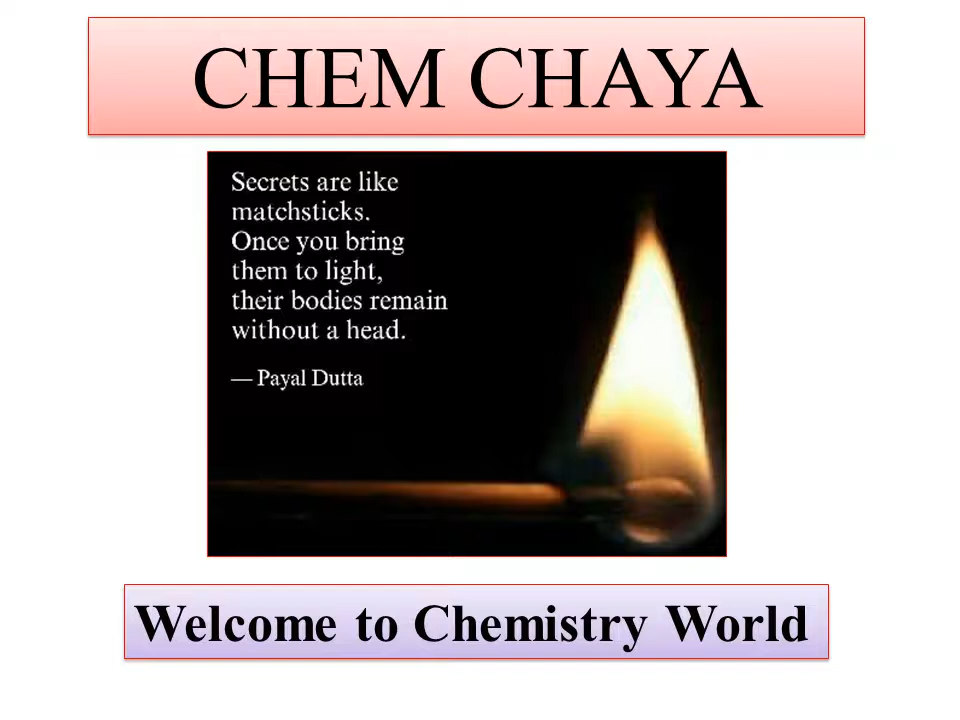 CHEM CHAYA
Secrets are like
matchsticks.
Once you bring
them to light,
their bodies remain
without a head.
— Payal Dutta
Welcome to Chemistry World